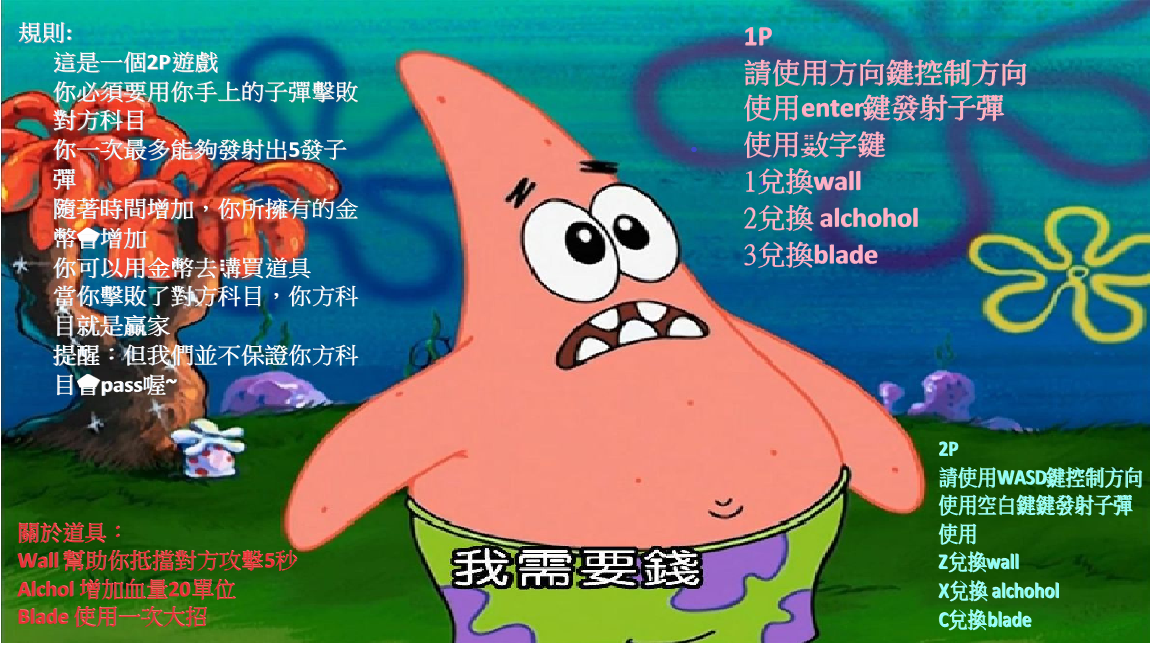 規則:
這是一個2P遊戲
你必須要用你手上的子彈擊敗
對方科目
你一次最多能夠發射出5發子
彈
隨著時間增加，你所擁有的金
幣會增加
你可以用金幣去購買道具
當你擊敗了對方科目，你方科
目就是贏家
提醒：但我們並不保證你方科
目會pass喔~
關於道具：
Wall 幫助你抵擋對方攻擊5秒
Alchol 增加血量20單位
Blade 使用一次大招
我需要錢
1P
請使用方向鍵控制方向
使用enter鍵發射子彈
使用数字鍵
1兌換wall
2兌換 alchohol
3兌換blade
2P
請使用WASD鍵控制方向
使用空白鍵鍵發射子彈
使用
Z兌換wall
X兌換 alchohol
C兌換blade